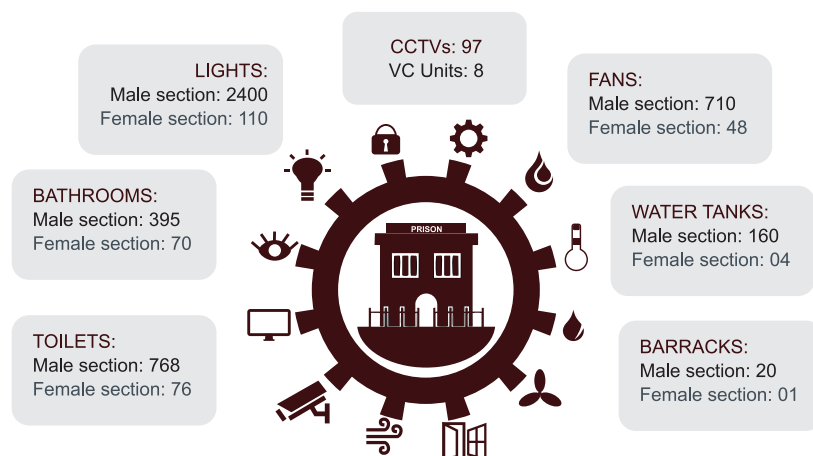 CCTVs: 97
VC Units: 8
LIGHTS:
Male section: 2400
Female section: 110
FANS:
Male section: 710
Female section: 48
BATHROOMS:
Male section: 395
Female section: 70
WATER TANKS:
Male section: 160
Female section: 04
PRISON
TOILETS:
Male section: 768
Female section: 76
BARRACKS:
Male section: 20
Female section: 01